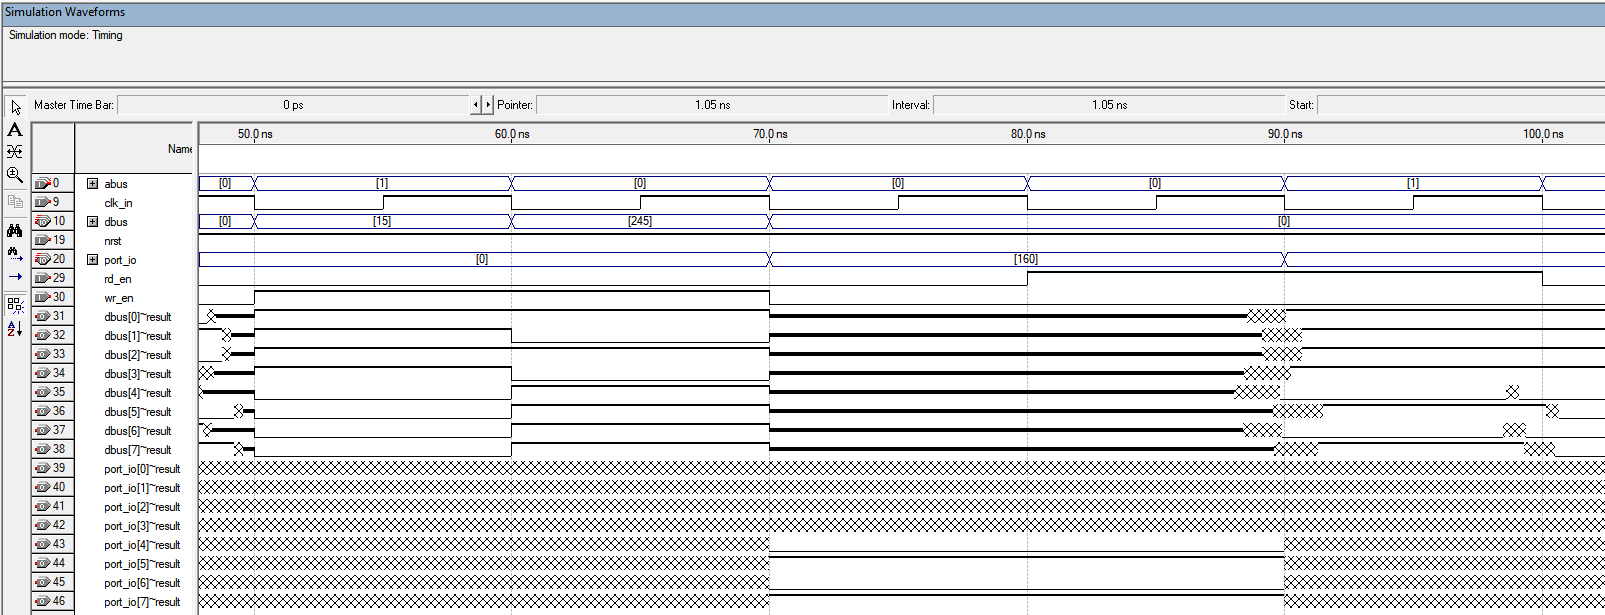 Simulation Waveforms
Simulation mode: Timing
Master Time Bar: 0 ps Pointer: 1.05 ns Interval: 1.05 ns Start:
50.0 ns 60.0 ns 70.0 ns 80.0 ns 90.0 ns 100.0 ns
Name
0 abus [0] [1] [0] [0] [0] [1]
9 clk_in
10 dbus [0] [15] [245] [0]
19 nrst
20 port_io [0] [160]
29 rd_en
30 wr_en
31 dbus[0]~result
32 dbus[1]~result
33 dbus[2]~result
34 dbus[3]~result
35 dbus[4]~result
36 dbus[5]~result
37 dbus[6]~result
38 dbus[7]~result
39 port_io[0]~result
40 port_io[1]~result
41 port_io[2]~result
42 port_io[3]~result
43 port_io[4]~result
44 port_io[5]~result
45 port_io[6]~result
46 port_io[7]~result